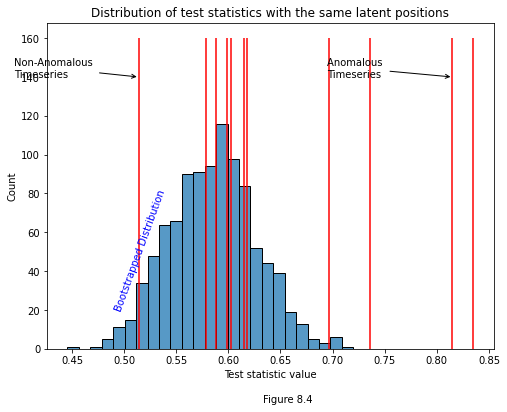 Distribution of test statistics with the same latent positions
160
140
120
100
80
60
40
20
0
Count
Non-Anomalous
Timeseries
Anomalous
Timeseries
Bootstrapped Distribution
0.45 0.50 0.55 0.60 0.65 0.70 0.75 0.80 0.85
Test statistic value
Figure 8.4